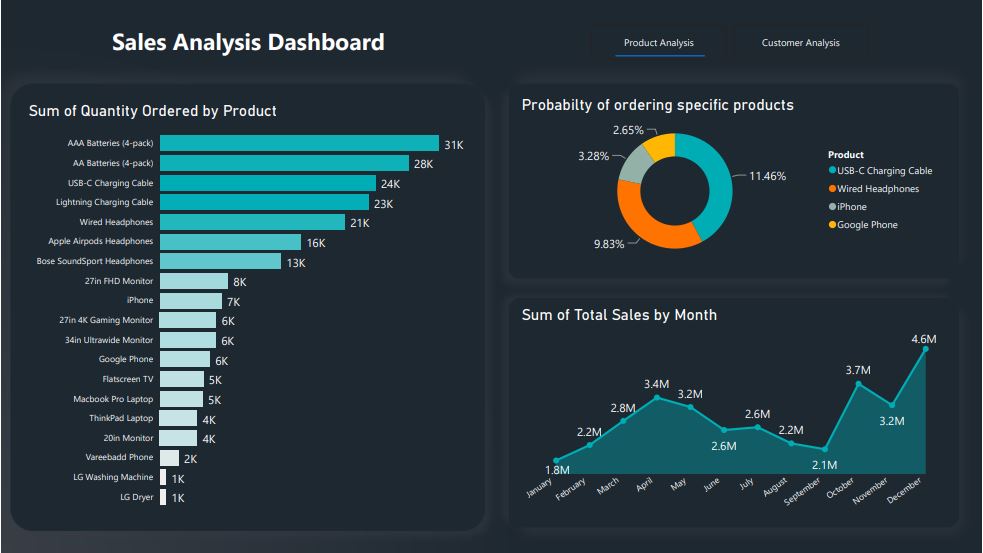 Sales Analysis Dashboard
Product Analysis
Customer Analysis
Sum of Quantity Ordered by Product
AAA Batteries (4-pack) 31K
AA Batteries (4-pack) 28K
USB-C Charging Cable 24K
Lightning Charging Cable 23K
Wired Headphones 21K
Apple Airpods Headphones 16K
Bose SoundSport Headphones 13K
27in FHD Monitor 8K
iPhone 7K
27in 4K Gaming Monitor 6K
34in Ultrawide Monitor 6K
Google Phone 6K
Flatscreen TV 5K
Macbook Pro Laptop 5K
ThinkPad Laptop 4K
20in Monitor 4K
Vareebadd Phone 2K
LG Washing Machine 1K
LG Dryer 1K
Probabilty of ordering specific products
2.65%
3.28%
11.46%
9.83%
Product
USB-C Charging Cable
Wired Headphones
iPhone
Google Phone
Sum of Total Sales by Month
1.8M
2.2M
2.8M
3.4M
3.2M
2.6M
2.6M
2.2M
2.1M
3.7M
3.2M
4.6M
January
February
March
April
May
June
July
August
September
October
November
December